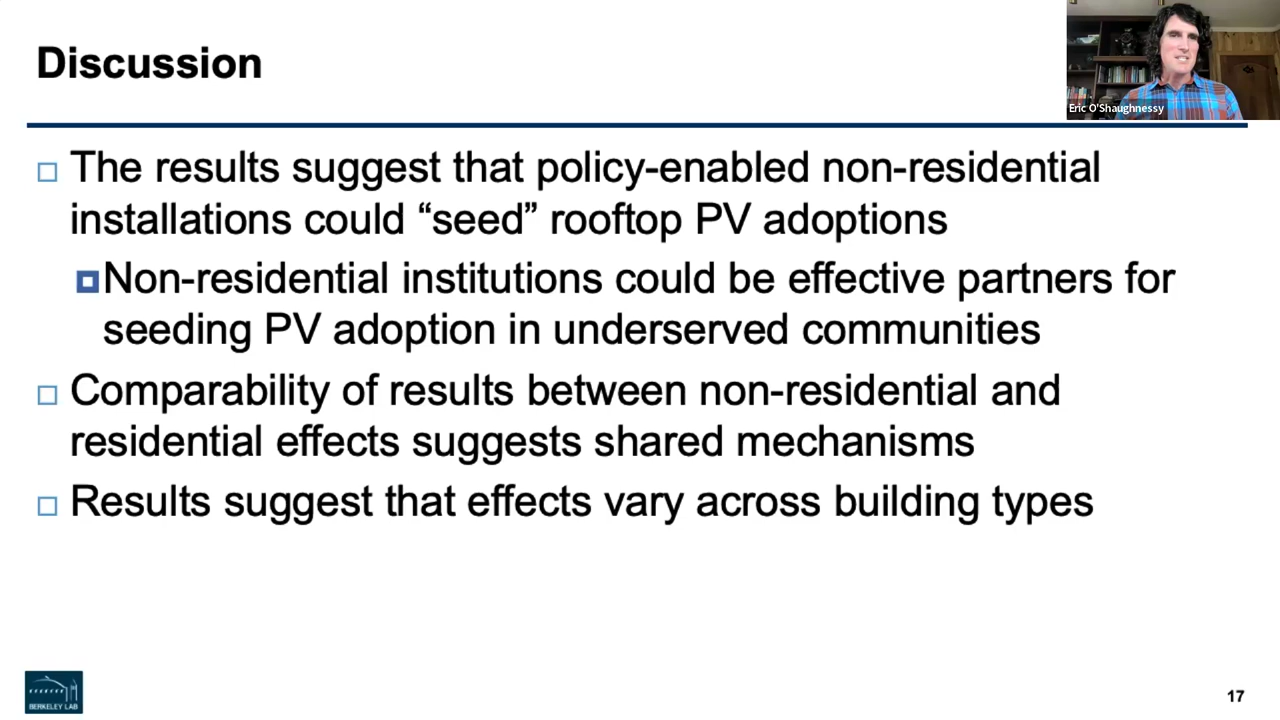 Discussion
Eric O'Shaughnessy
The results suggest that policy-enabled non-residential
installations could “seed” rooftop PV adoptions
Non-residential institutions could be effective partners for
seeding PV adoption in underserved communities
Comparability of results between non-residential and
residential effects suggests shared mechanisms
Results suggest that effects vary across building types
BERKELEY LAB
17